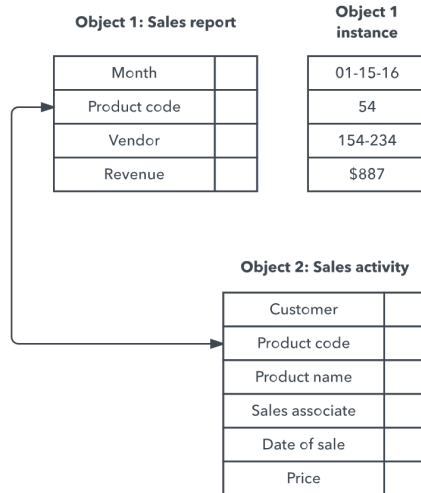 Object 1: Sales report
Object 1
instance
Month
01-15-16
Product code
54
Vendor
154-234
Revenue
$887
Object 2: Sales activity
Customer
Product code
Product name
Sales associate
Date of sale
Price